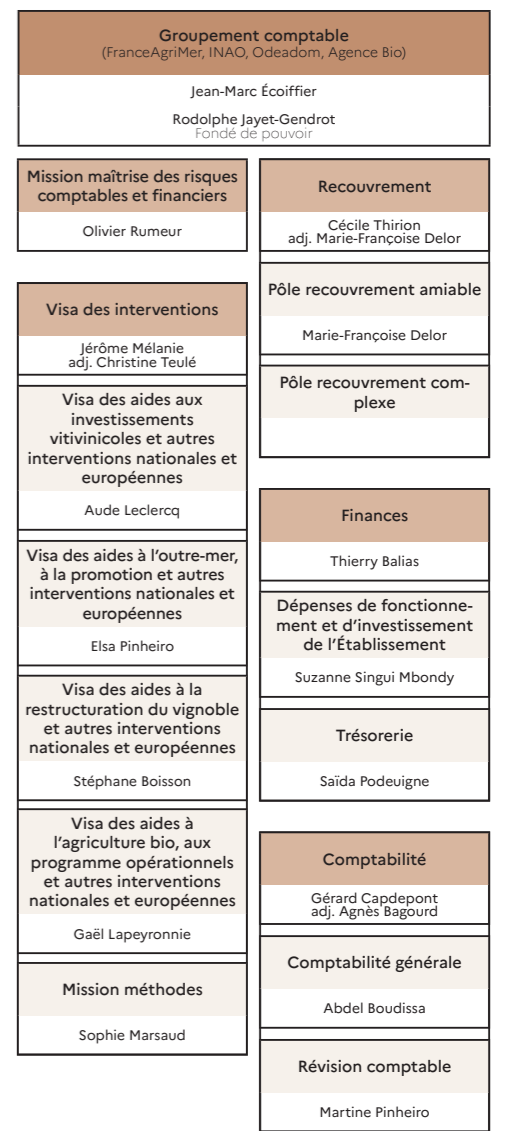 Groupement comptable
(FranceAgriMer, INAO, Odeadom, Agence Bio)
Jean-Marc Écoiffier
Rodolphe Jayet-Gendrot
Fondé de pouvoir
Mission maîtrise des risques
comptables et financiers
Olivier Rumeur
Visa des interventions
Jérôme Mélanie
adj. Christine Teulé
Visa des aides aux
investissements
vitivinicoles et autres
interventions nationales et
européennes
Aude Leclercq
Visa des aides à l'outre-mer,
à la promotion et autres
interventions nationales et
européennes
Elsa Pinheiro
Visa des aides à la
restructuration du vignoble
et autres interventions
nationales et européennes
Stéphane Boisson
Visa des aides à
l'agriculture bio, aux
programme opérationnels
et autres interventions
nationales et européennes
Gaël Lapeyronnie
Mission méthodes
Sophie Marsaud
Recouvrement
Cécile Thirion
adj. Marie-Françoise Delor
Pôle recouvrement amiable
Marie-Françoise Delor
Pôle recouvrement com-
plexe
Finances
Thierry Balias
Dépenses de fonctionne-
ment et d'investissement
de l'Établissement
Suzanne Singui Mbondy
Trésorerie
Saïda Podeuigne
Comptabilité
Gérard Capdepont
adj. Agnès Bagourd
Comptabilité générale
Abdel Boudissa
Révision comptable
Martine Pinheiro